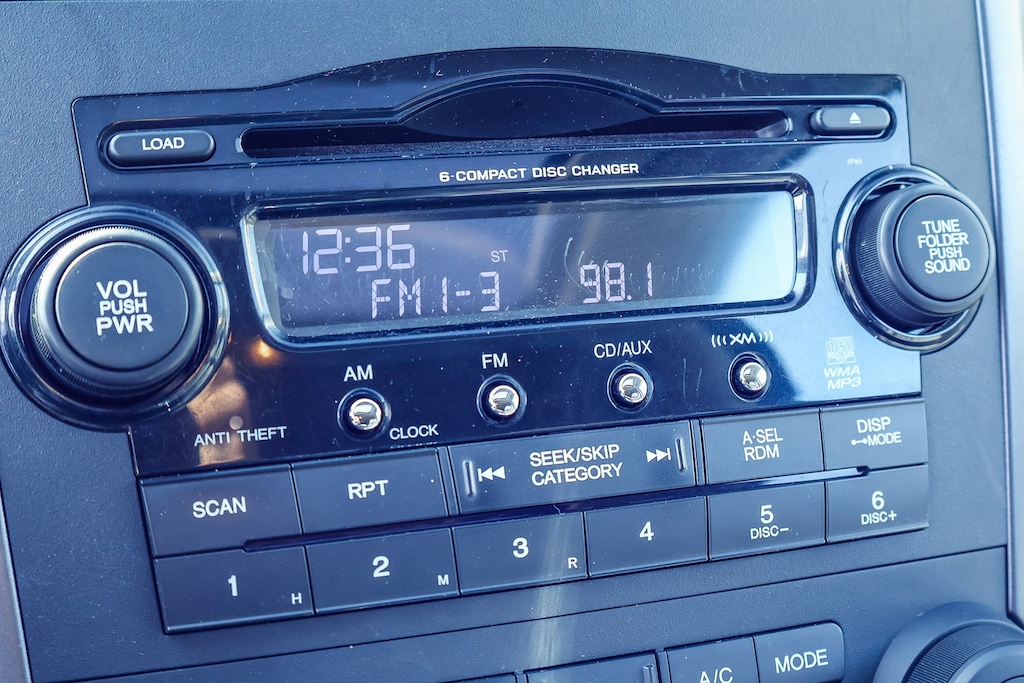 LOAD
6-COMPACT DISC CHANGER
VOL
PUSH
PWR
12:36
ST
FM1-3 98.1
TUNE
FOLDER
PUSH
SOUND
AM
FM
CD/AUX
(((XM)))
WMA
MP3
ANTI THEFT
CLOCK
SCAN
RPT
SEEK/SKIP
CATEGORY
A·SEL
RDM
DISP
MODE
1 H
2 M
3 R
4
5
DISC−
6
DISC+
A/C
MODE